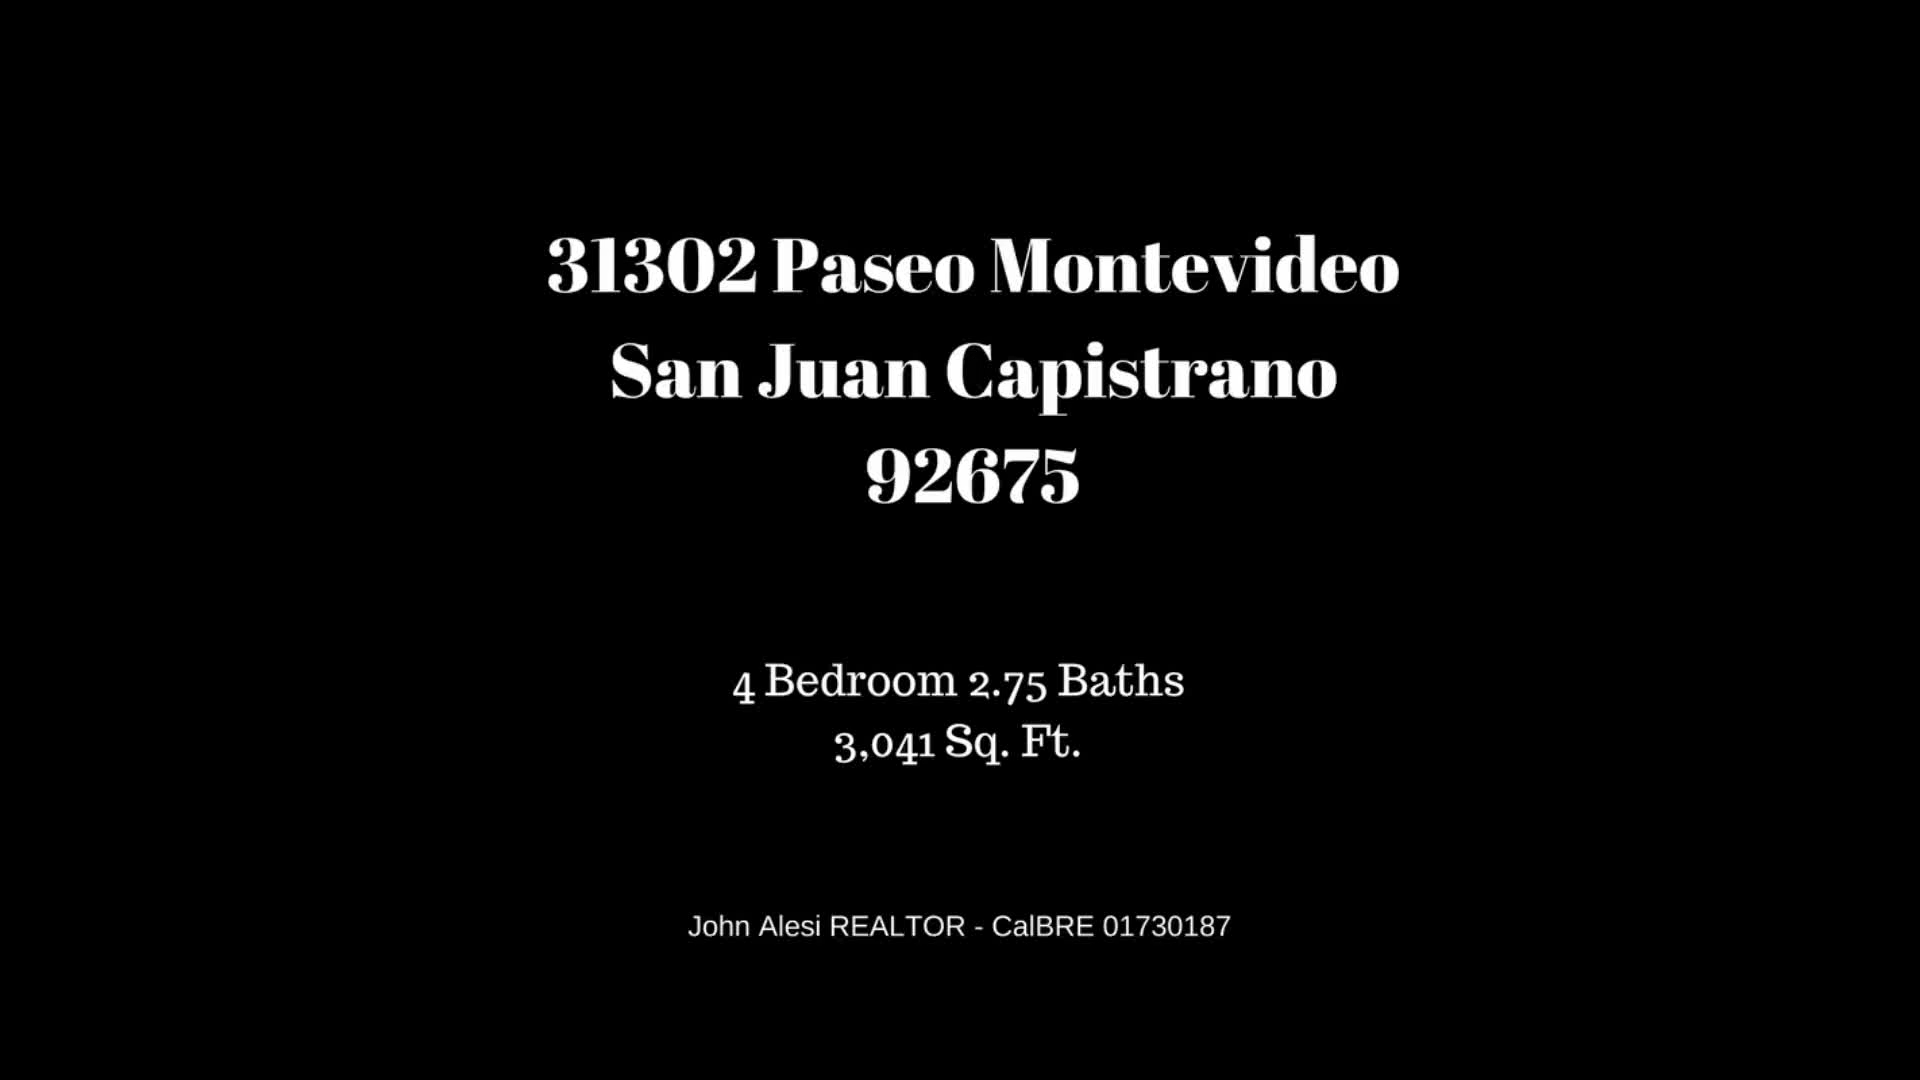 31302 Paseo Montevideo
San Juan Capistrano
92675
4 Bedroom 2.75 Baths
3,041 Sq. Ft.
John Alesi REALTOR - CalBRE 01730187